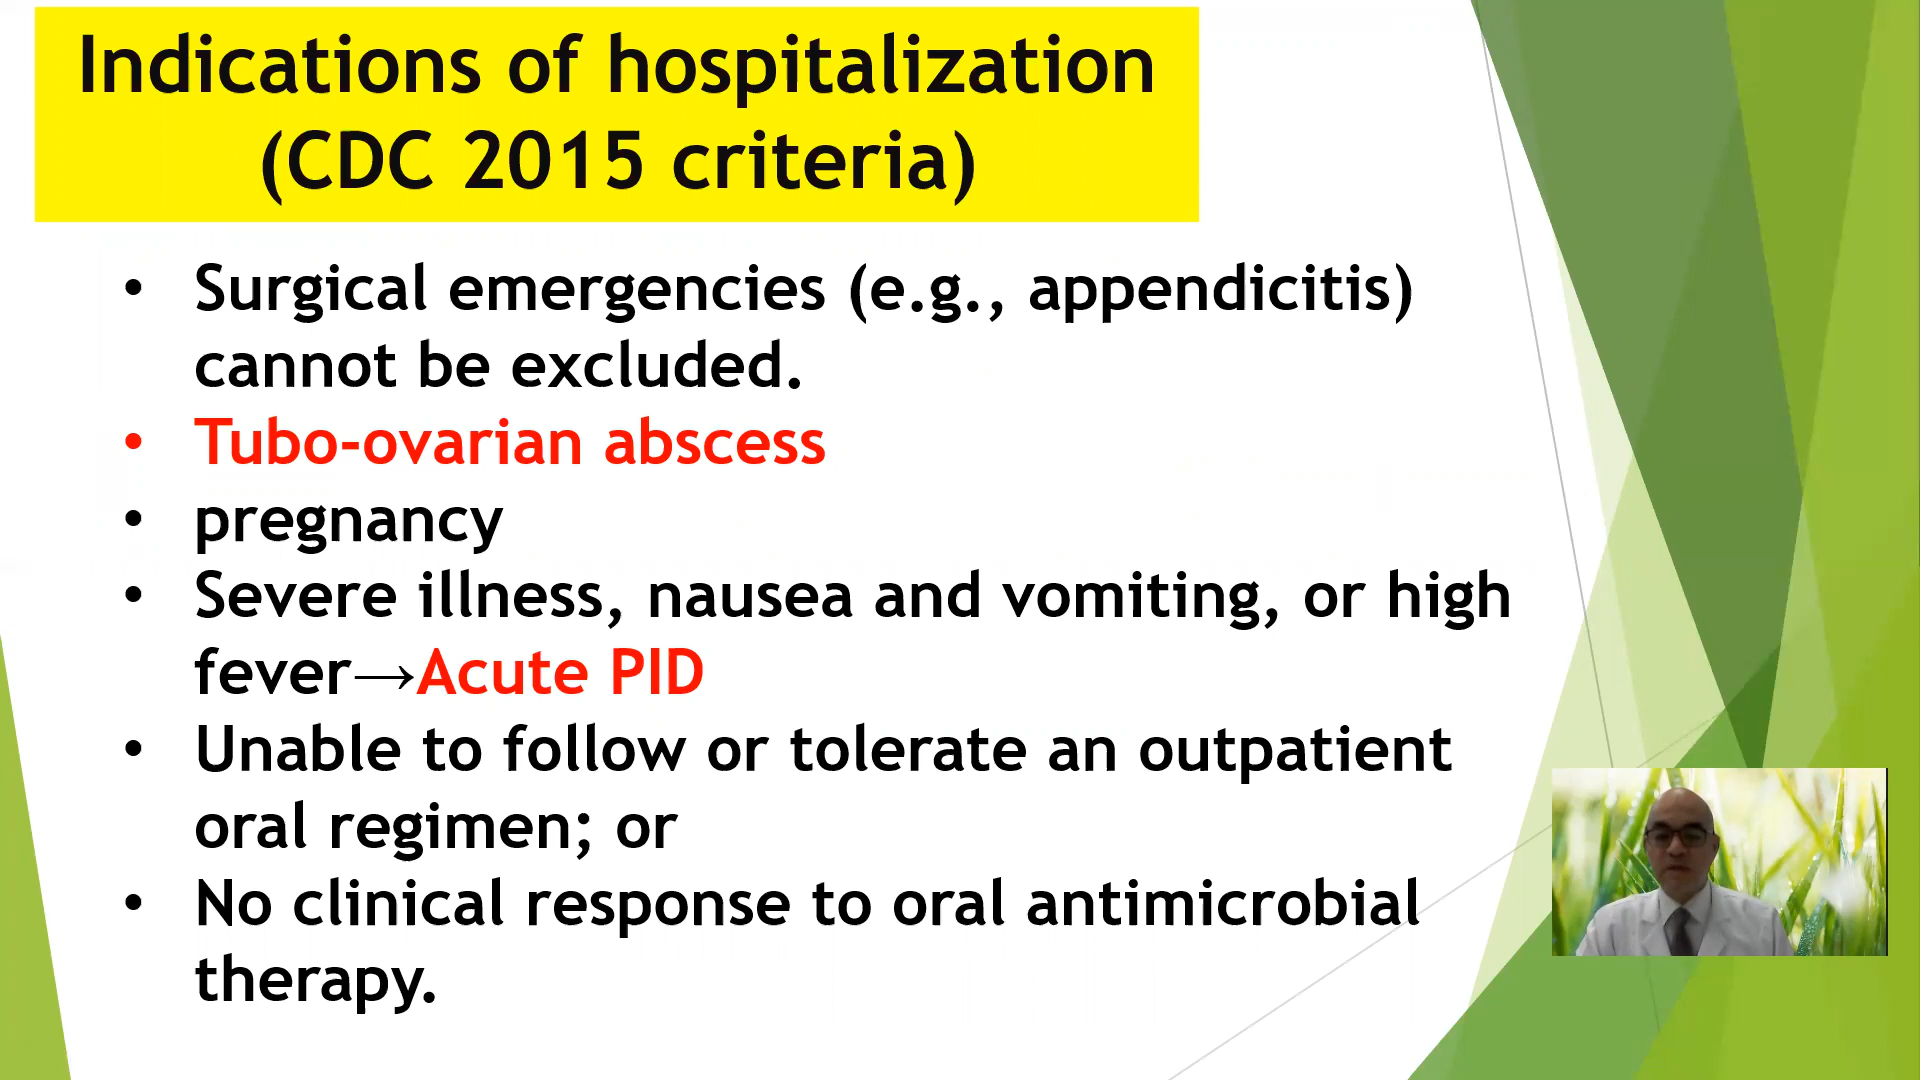 Indications of hospitalization
(CDC 2015 criteria)
• Surgical emergencies (e.g., appendicitis)
cannot be excluded.
• Tubo-ovarian abscess
• pregnancy
• Severe illness, nausea and vomiting, or high
fever→Acute PID
• Unable to follow or tolerate an outpatient
oral regimen; or
• No clinical response to oral antimicrobial
therapy.